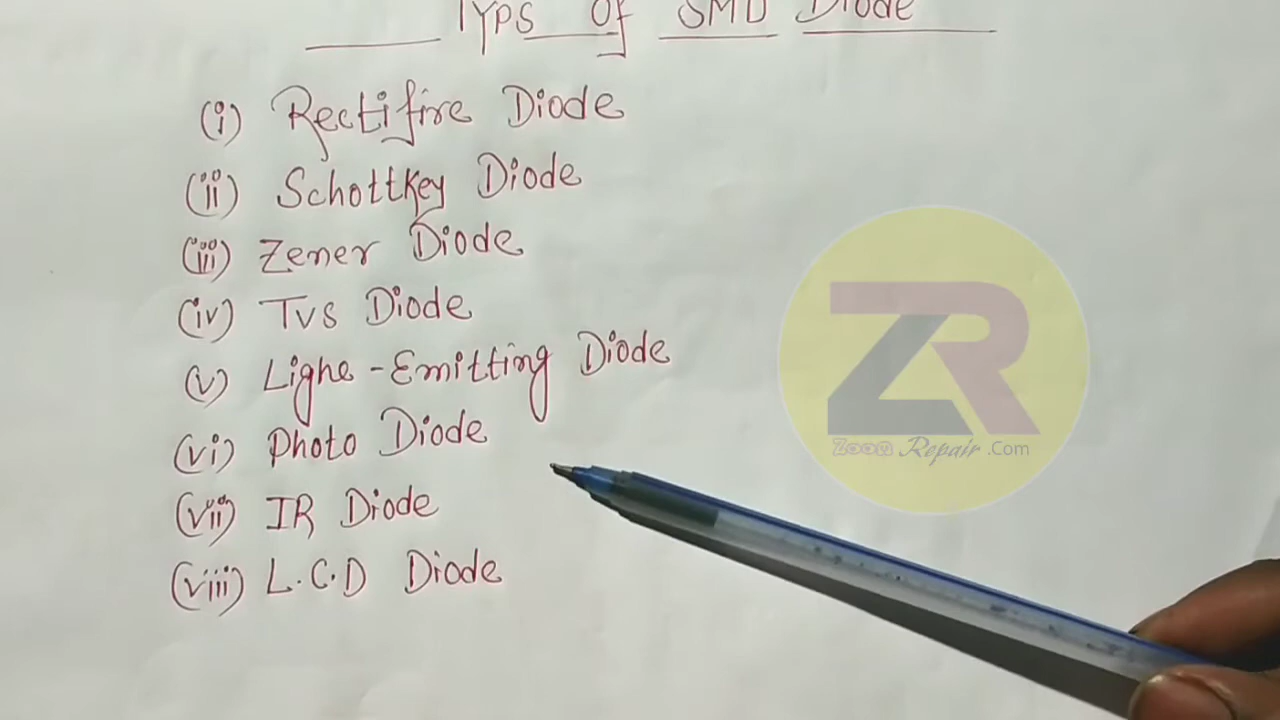 Typs Of SMD Diode
(i) Rectifire Diode
(ii) Schottkey Diode
(iii) Zener Diode
(iv) Tvs Diode
(v) Lighe-Emitting Diode
(vi) Photo Diode
(vii) IR Diode
(viii) L.C.D Diode
ZR
Zoom Repair.Com